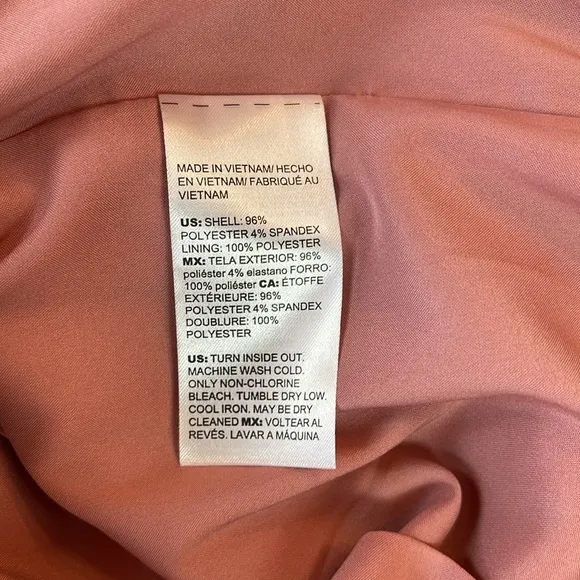 MADE IN VIETNAM/ HECHO
EN VIETNAM/ FABRIQUÉ AU
VIETNAM
US: SHELL: 96%
POLYESTER 4% SPANDEX
LINING: 100% POLYESTER
MX: TELA EXTERIOR: 96%
poliéster 4% elastano FORRO:
100% poliéster CA: ÉTOFFE
EXTÉRIEURE: 96%
POLYESTER 4% SPANDEX
DOUBLURE: 100%
POLYESTER
US: TURN INSIDE OUT.
MACHINE WASH COLD.
ONLY NON-CHLORINE
BLEACH. TUMBLE DRY LOW.
COOL IRON. MAY BE DRY
CLEANED MX: VOLTEAR AL
REVÉS. LAVAR A MÁQUINA